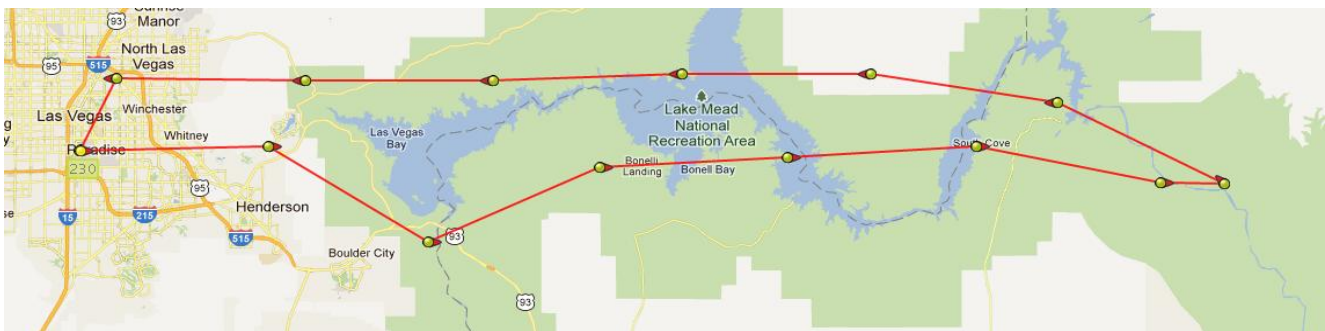 Sunrise
Manor
93
North Las
Vegas
515
95
Winchester
Las Vegas
Whitney
Paradise
230
95
15
215
Henderson
515
Boulder City
Las Vegas
Bay
93
93
Lake Mead
National
Recreation Area
Bonelli
Landing
Bonell Bay
South Cove